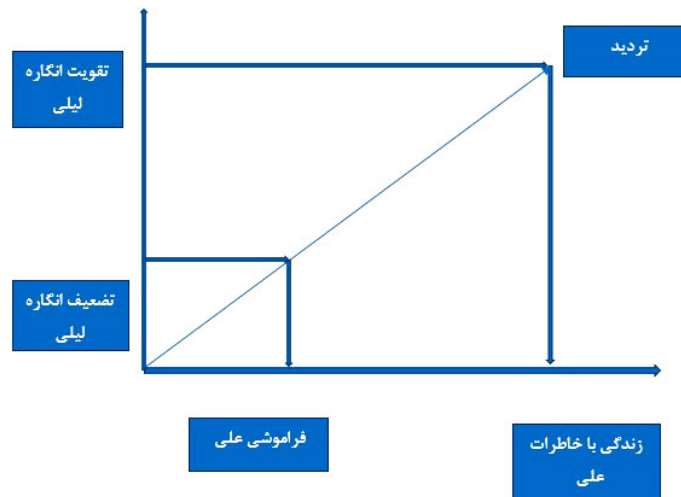 تردید
تقویت انگاره
لیلی
تضعیف انگاره
لیلی
فراموشی علی
زندگی با خاطرات
علی